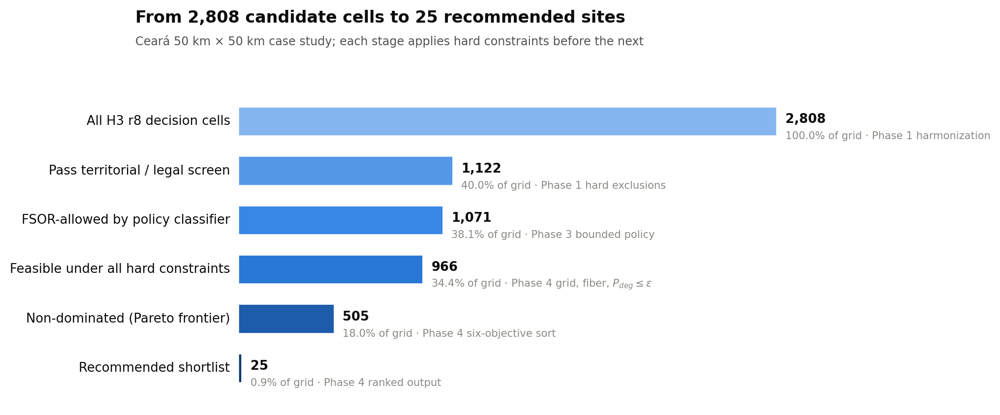 From 2,808 candidate cells to 25 recommended sites
Ceará 50 km × 50 km case study; each stage applies hard constraints before the next
All H3 r8 decision cells
2,808
100.0% of grid · Phase 1 harmonization
Pass territorial / legal screen
1,122
40.0% of grid · Phase 1 hard exclusions
FSOR-allowed by policy classifier
1,071
38.1% of grid · Phase 3 bounded policy
Feasible under all hard constraints
966
34.4% of grid · Phase 4 grid, fiber, P_deg ≤ ε
Non-dominated (Pareto frontier)
505
18.0% of grid · Phase 4 six-objective sort
Recommended shortlist
25
0.9% of grid · Phase 4 ranked output